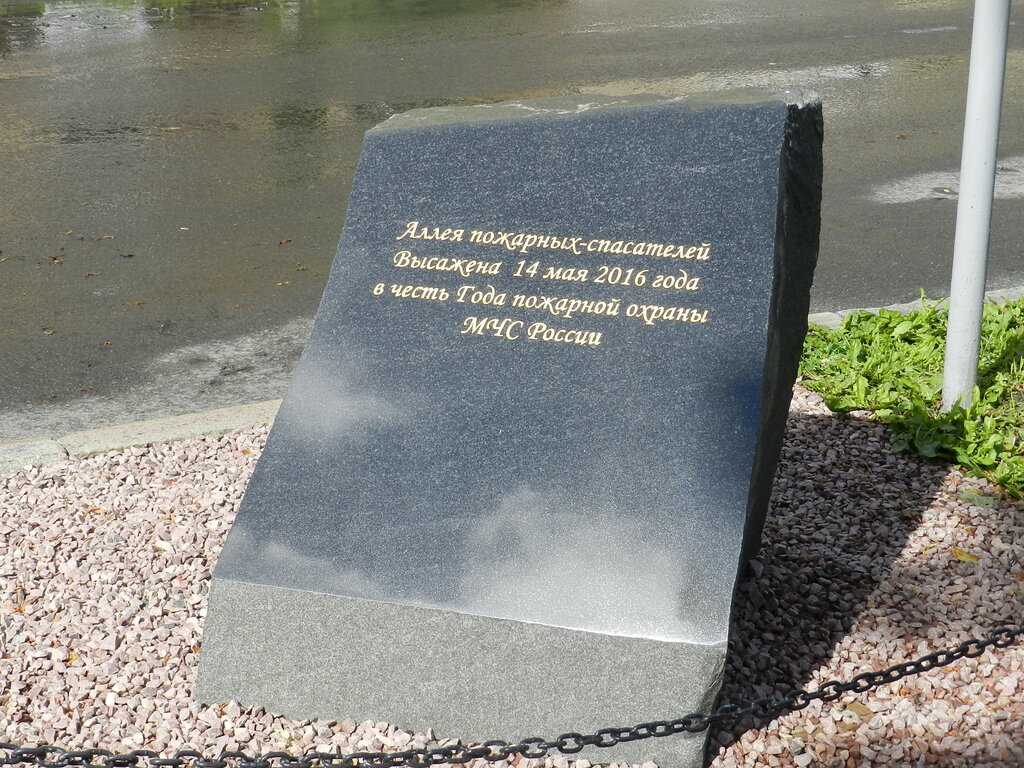 Аллея пожарных-спасателей
Высажена 14 мая 2016 года
в честь Года пожарной охраны
МЧС России